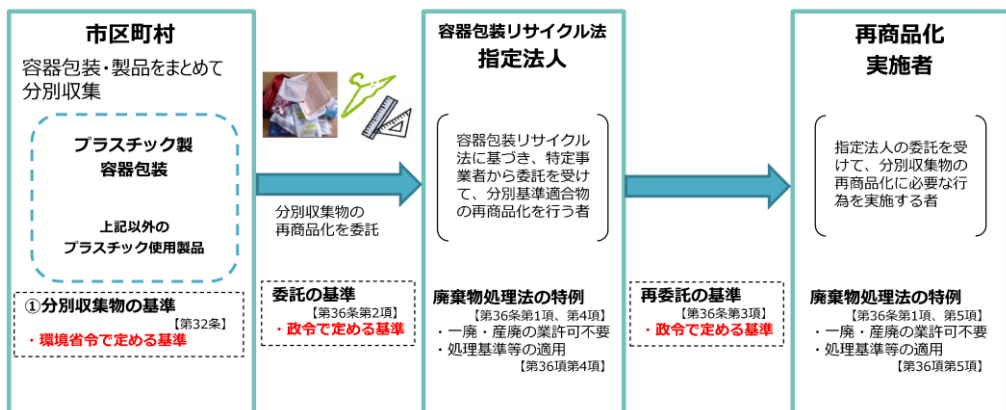 市区町村
容器包装・製品をまとめて
分別収集
プラスチック製
容器包装
上記以外の
プラスチック使用製品
①分別収集物の基準
【第32条】
・環境省令で定める基準
分別収集物の
再商品化を委託
委託の基準
【第36条第2項】
・政令で定める基準
容器包装リサイクル法
指定法人
容器包装リサイクル
法に基づき、特定事
業者から委託を受け
て、分別基準適合物
の再商品化を行う者
廃棄物処理法の特例
【第36条第1項、第4項】
・一廃・産廃の業許可不要
・処理基準等の適用
【第36項第4項】
再委託の基準
【第36条第3項】
・政令で定める基準
再商品化
実施者
指定法人の委託を受
けて、分別収集物の
再商品化に必要な行
為を実施する者
廃棄物処理法の特例
【第36条第1項、第5項】
・一廃・産廃の業許可不要
・処理基準等の適用
【第36項第5項】